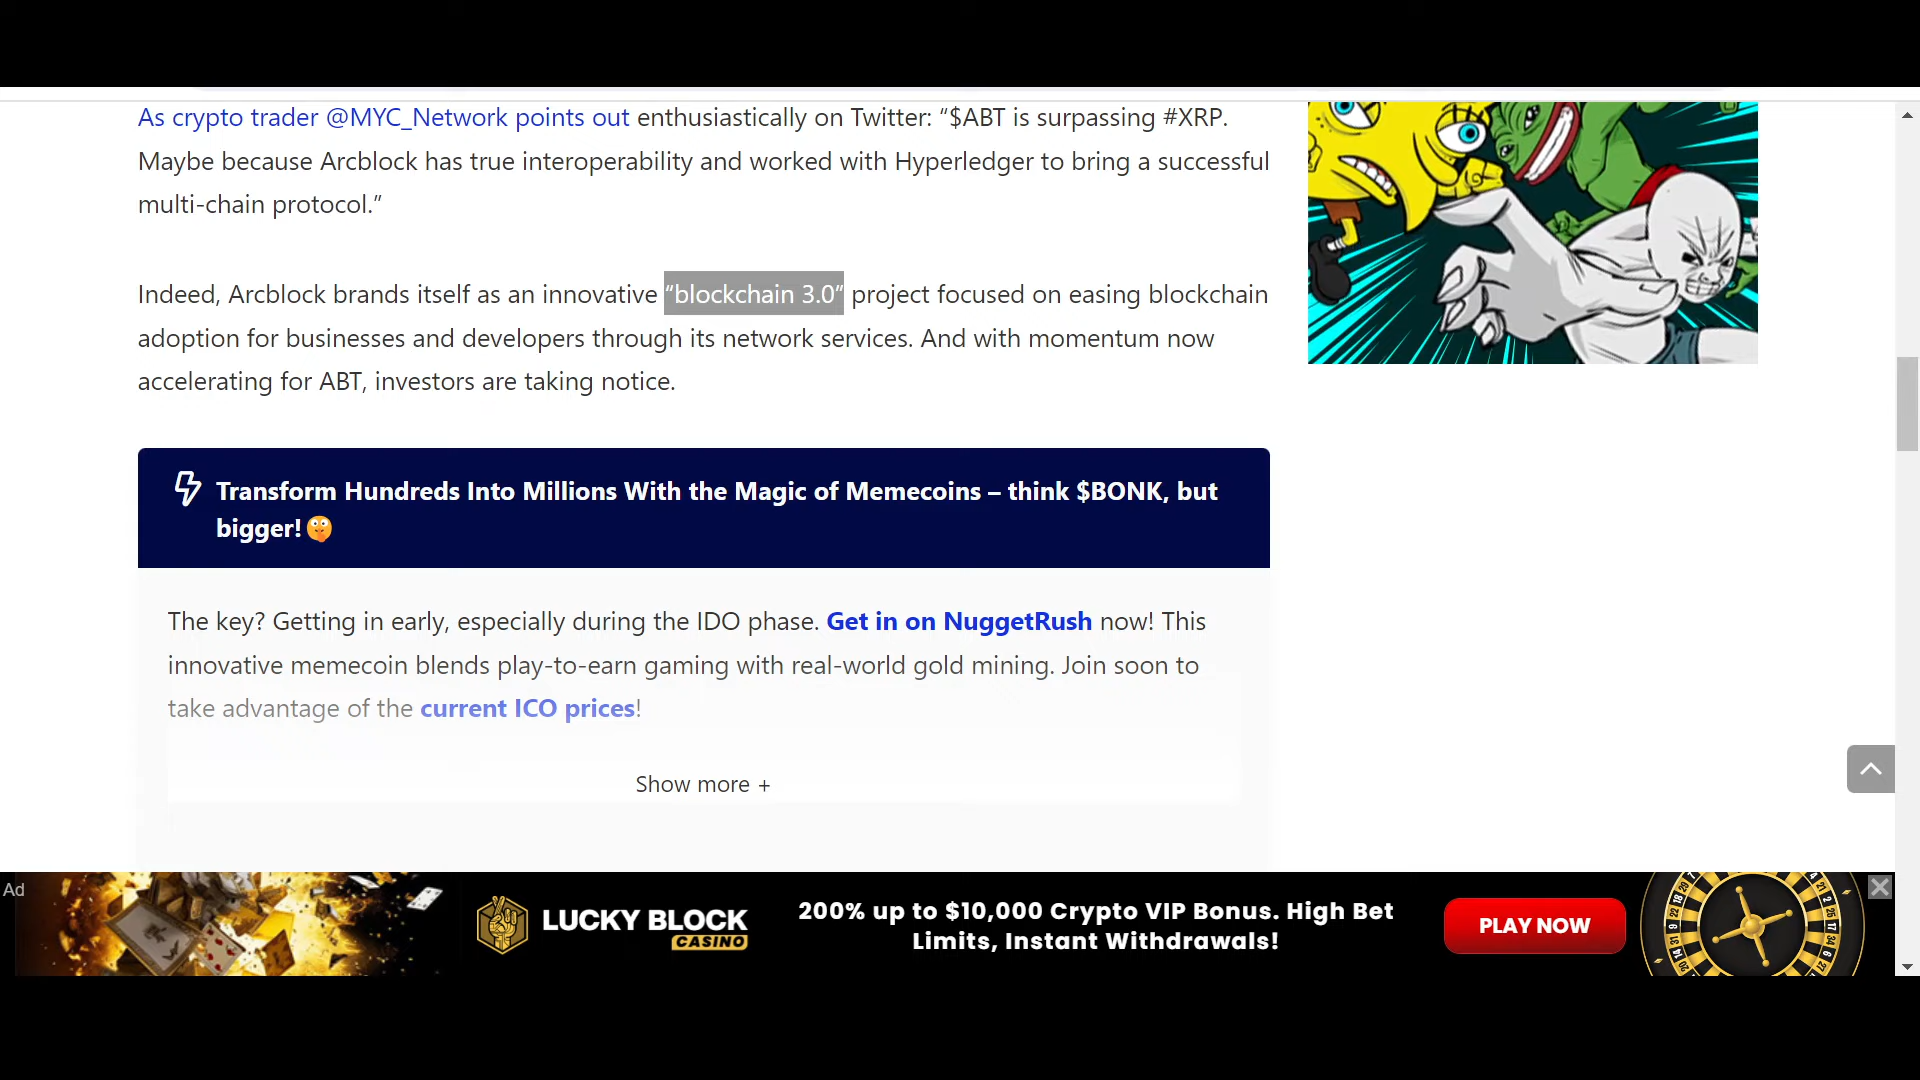 As crypto trader @MYC_Network points out enthusiastically on Twitter: “$ABT is surpassing #XRP.
Maybe because Arcblock has true interoperability and worked with Hyperledger to bring a successful
multi-chain protocol.”
Indeed, Arcblock brands itself as an innovative “blockchain 3.0” project focused on easing blockchain
adoption for businesses and developers through its network services. And with momentum now
accelerating for ABT, investors are taking notice.
Transform Hundreds Into Millions With the Magic of Memecoins – think $BONK, but
bigger!🤫
The key? Getting in early, especially during the IDO phase. Get in on NuggetRush now! This
innovative memecoin blends play-to-earn gaming with real-world gold mining. Join soon to
take advantage of the current ICO prices!
Show more +
Ad
LUCKY BLOCK
CASINO
200% up to $10,000 Crypto VIP Bonus. High Bet
Limits, Instant Withdrawals!
PLAY NOW